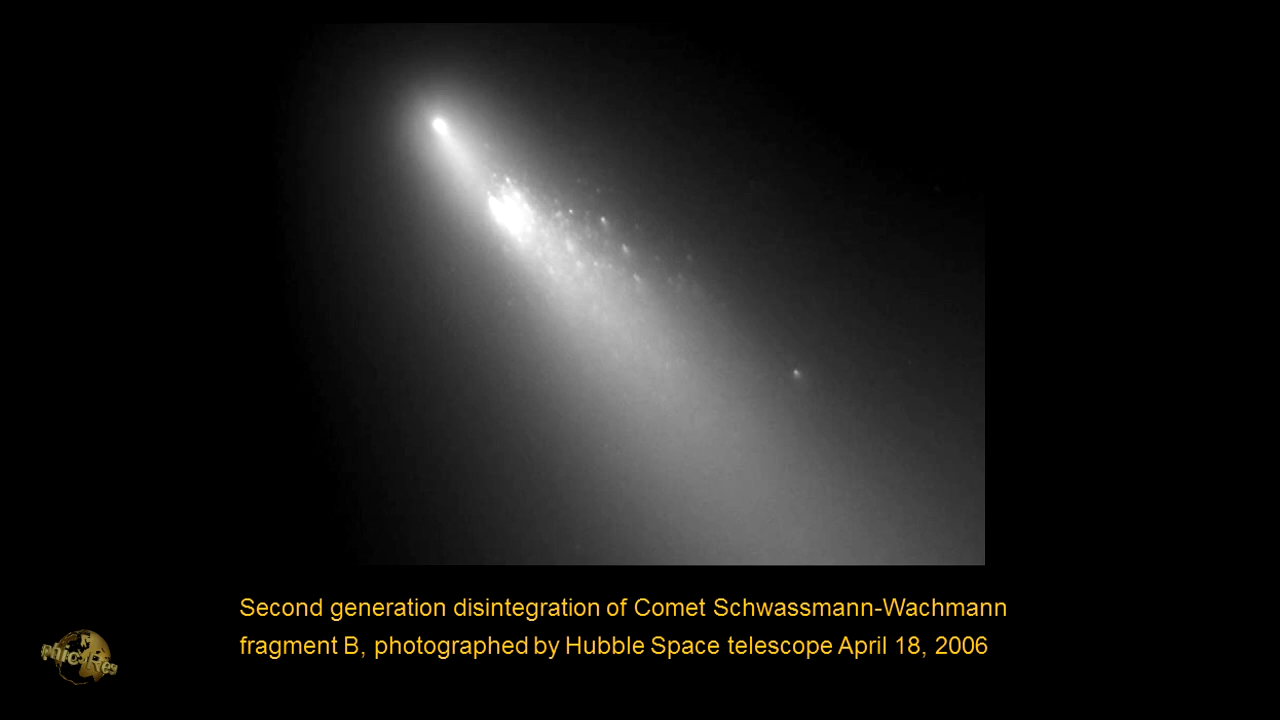 Second generation disintegration of Comet Schwassmann-Wachmann
fragment B, photographed by Hubble Space telescope April 18, 2006